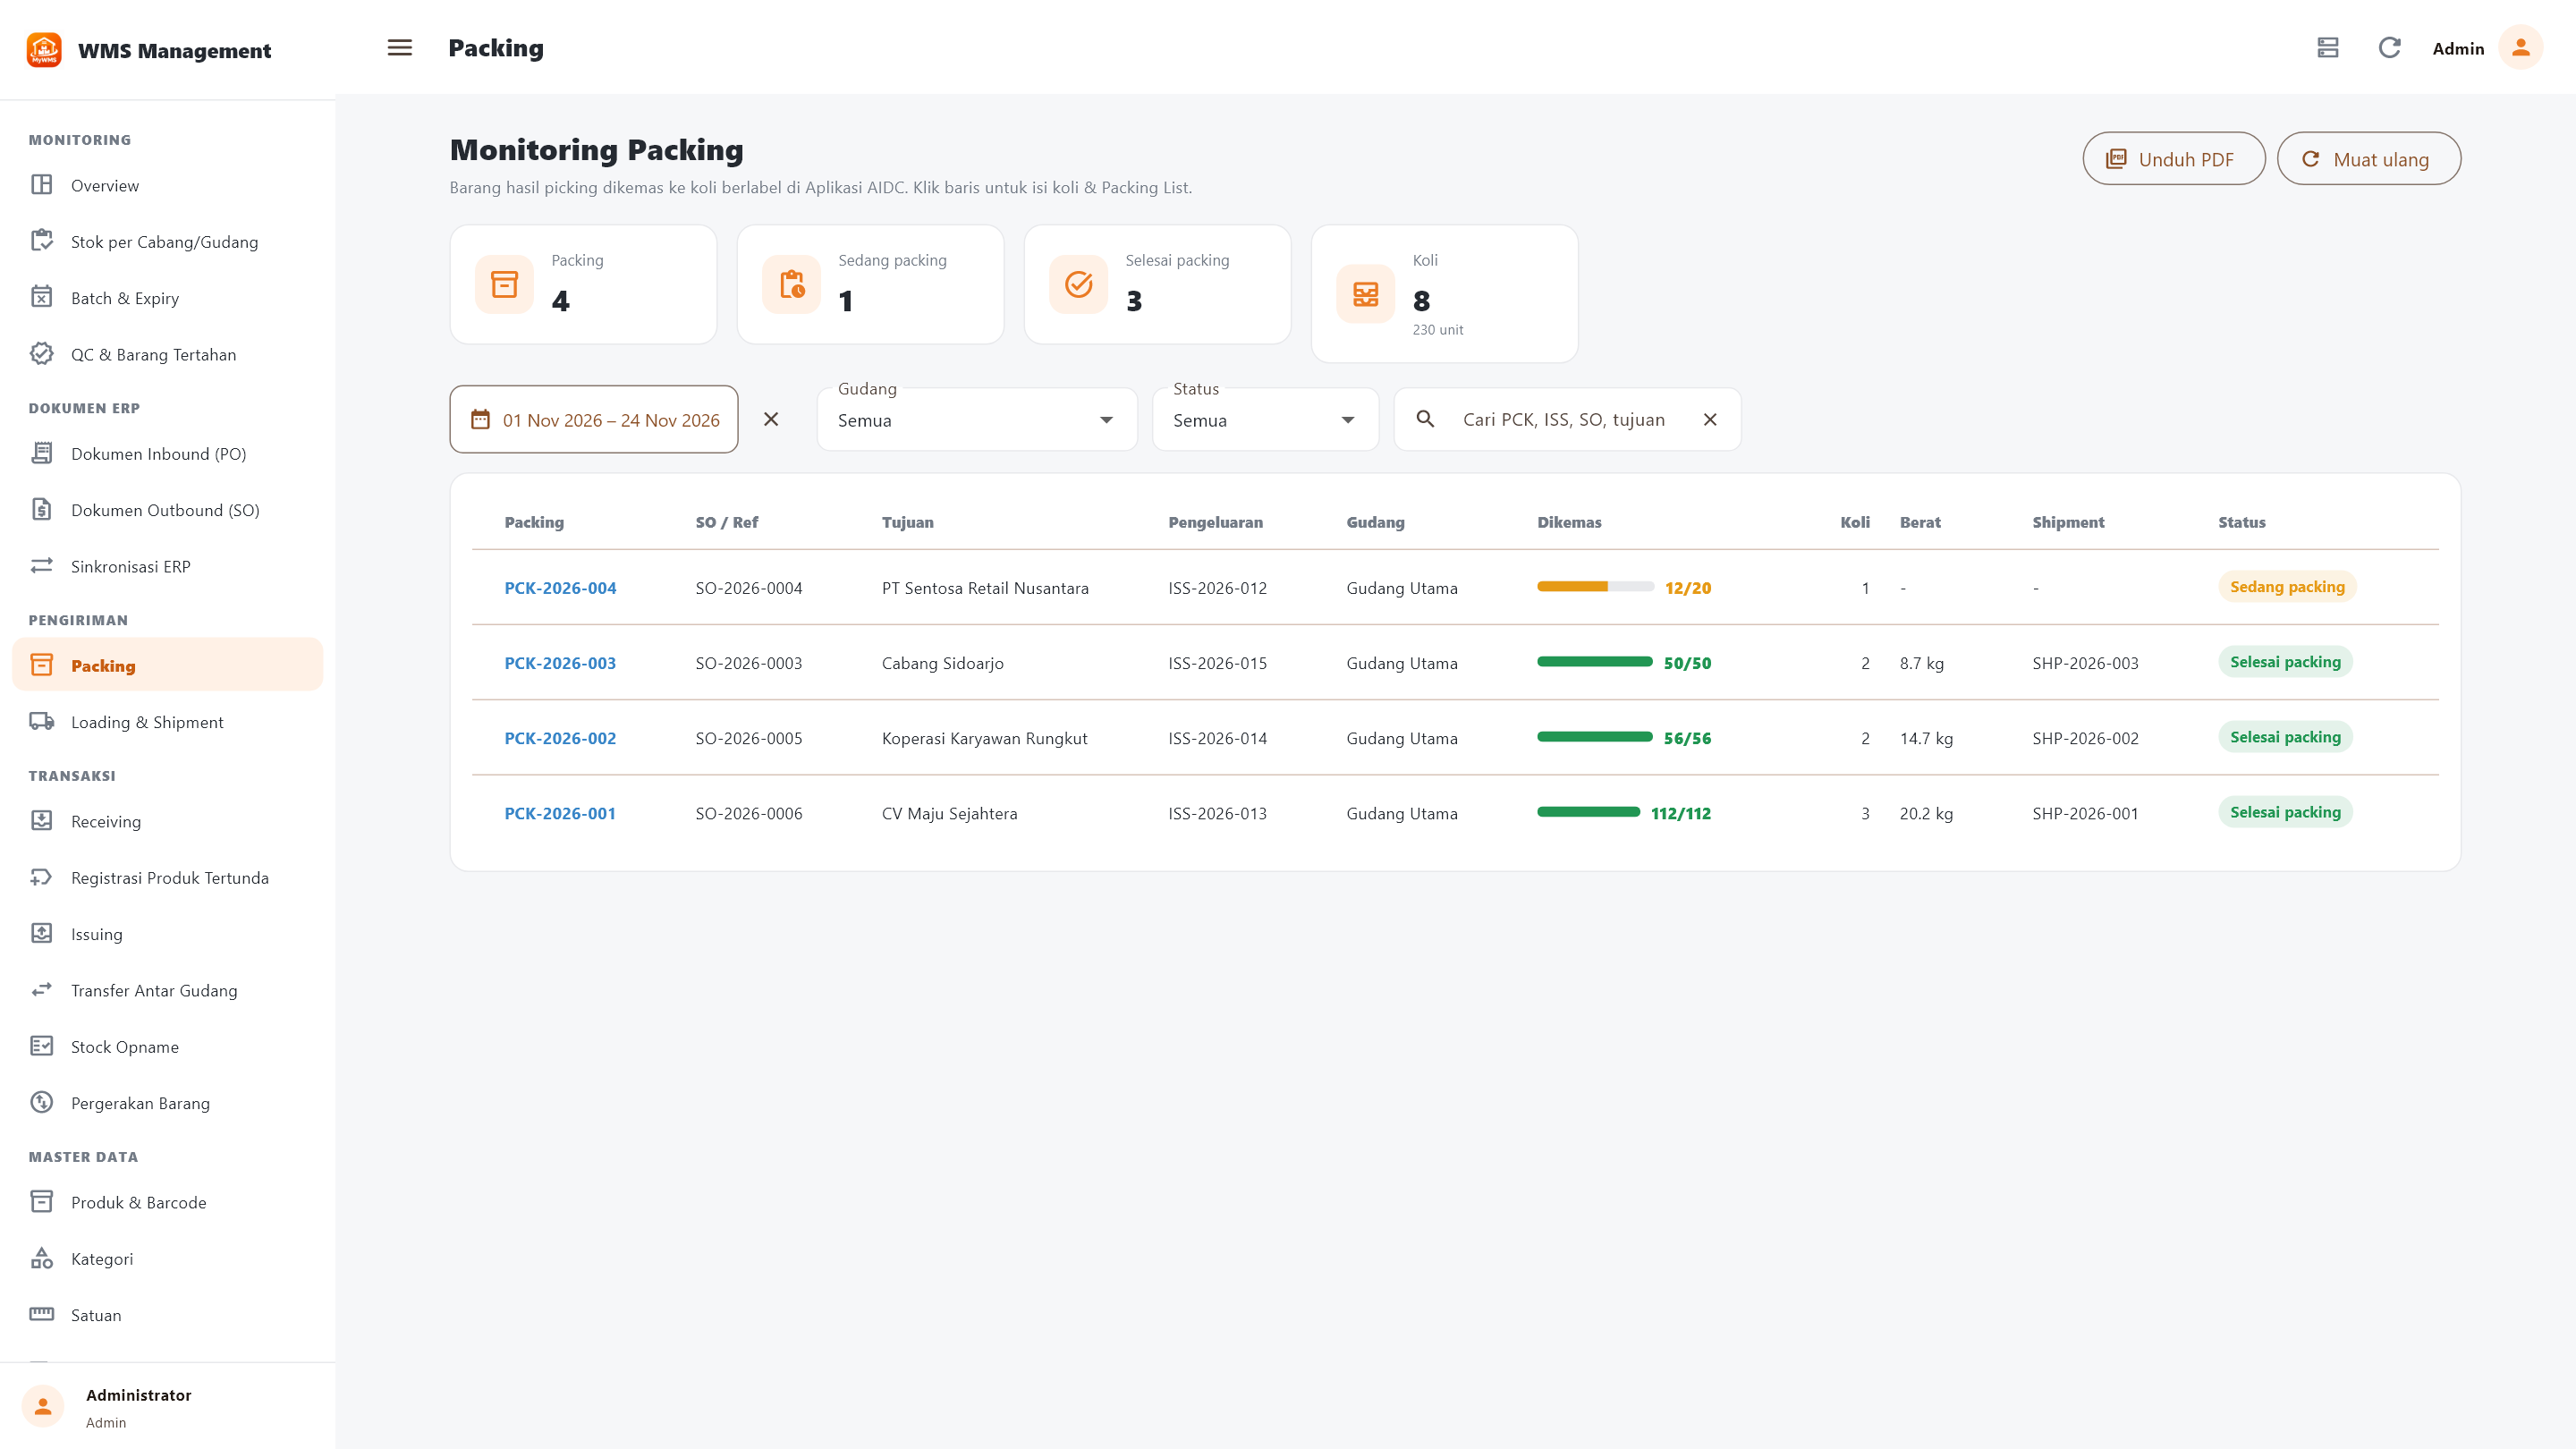 MyWMS
WMS Management
Packing
Admin
MONITORING
Overview
Stok per Cabang/Gudang
Batch & Expiry
QC & Barang Tertahan
DOKUMEN ERP
Dokumen Inbound (PO)
Dokumen Outbound (SO)
Sinkronisasi ERP
PENGIRIMAN
Packing
Loading & Shipment
TRANSAKSI
Receiving
Registrasi Produk Tertunda
Issuing
Transfer Antar Gudang
Stock Opname
Pergerakan Barang
MASTER DATA
Produk & Barcode
Kategori
Satuan
Administrator
Admin
Monitoring Packing
Barang hasil picking dikemas ke koli berlabel di Aplikasi AIDC. Klik baris untuk isi koli & Packing List.
PDF Unduh PDF
Muat ulang
Packing
4
Sedang packing
1
Selesai packing
3
Koli
8
230 unit
01 Nov 2026 – 24 Nov 2026
Gudang
Semua
Status
Semua
Cari PCK, ISS, SO, tujuan
Packing SO / Ref Tujuan Pengeluaran Gudang Dikemas Koli Berat Shipment Status
PCK-2026-004 SO-2026-0004 PT Sentosa Retail Nusantara ISS-2026-012 Gudang Utama 12/20 1 - - Sedang packing
PCK-2026-003 SO-2026-0003 Cabang Sidoarjo ISS-2026-015 Gudang Utama 50/50 2 8.7 kg SHP-2026-003 Selesai packing
PCK-2026-002 SO-2026-0005 Koperasi Karyawan Rungkut ISS-2026-014 Gudang Utama 56/56 2 14.7 kg SHP-2026-002 Selesai packing
PCK-2026-001 SO-2026-0006 CV Maju Sejahtera ISS-2026-013 Gudang Utama 112/112 3 20.2 kg SHP-2026-001 Selesai packing